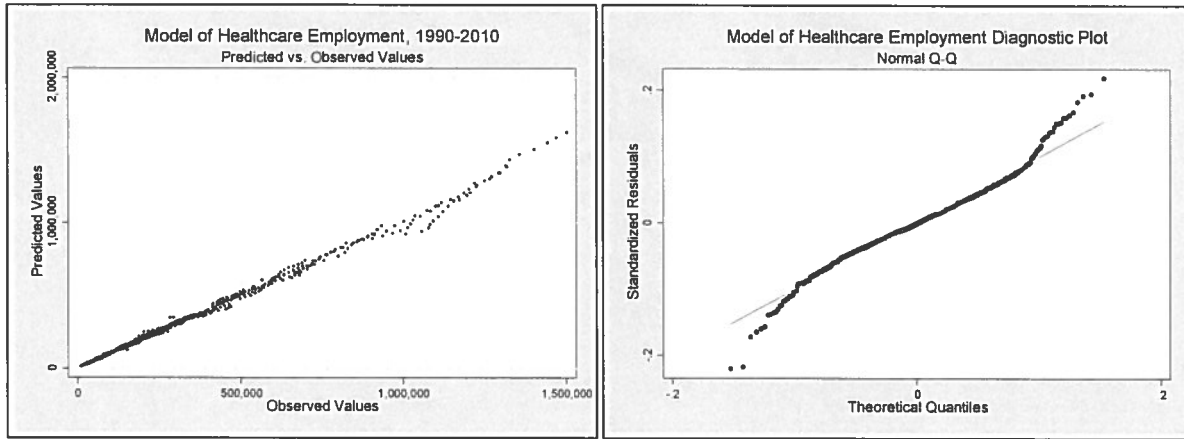 Model of Healthcare Employment, 1990-2010
Predicted vs. Observed Values
2,000,000
1,000,000
0
Predicted Values
0
500,000
1,000,000
1,500,000
Observed Values
Model of Healthcare Employment Diagnostic Plot
Normal Q-Q
.2
0
-.2
Standardized Residuals
-.2
0
.2
Theoretical Quantiles